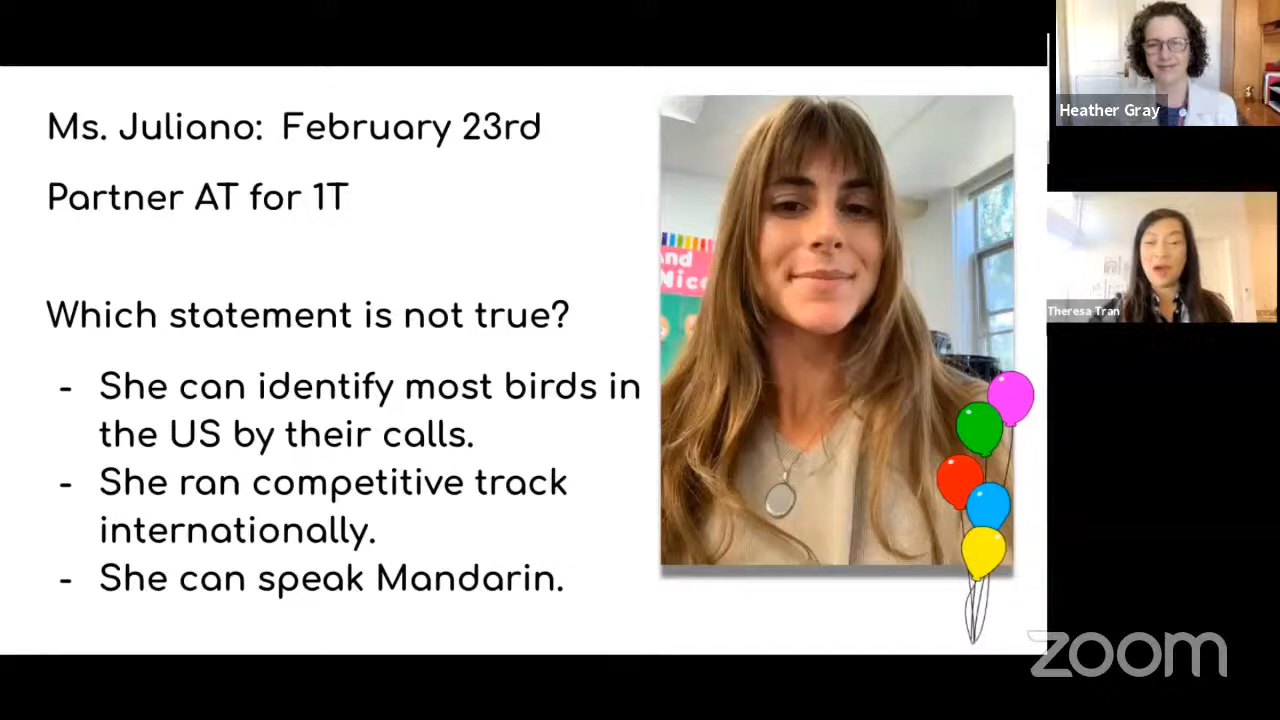 Ms. Juliano: February 23rd
Partner AT for 1T
Which statement is not true?
- She can identify most birds in
the US by their calls.
- She ran competitive track
internationally.
- She can speak Mandarin.
nd
Nice
Heather Gray
Theresa Tran
zoom